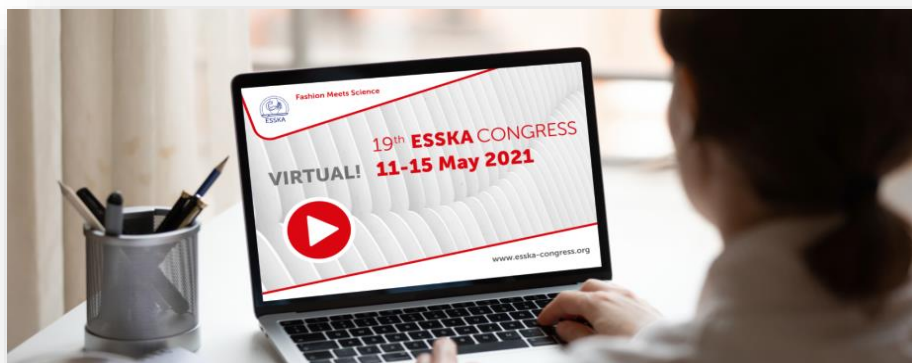 ESSKA
Fashion Meets Science
19th ESSKA CONGRESS
VIRTUAL! 11-15 May 2021
www.esska-congress.org